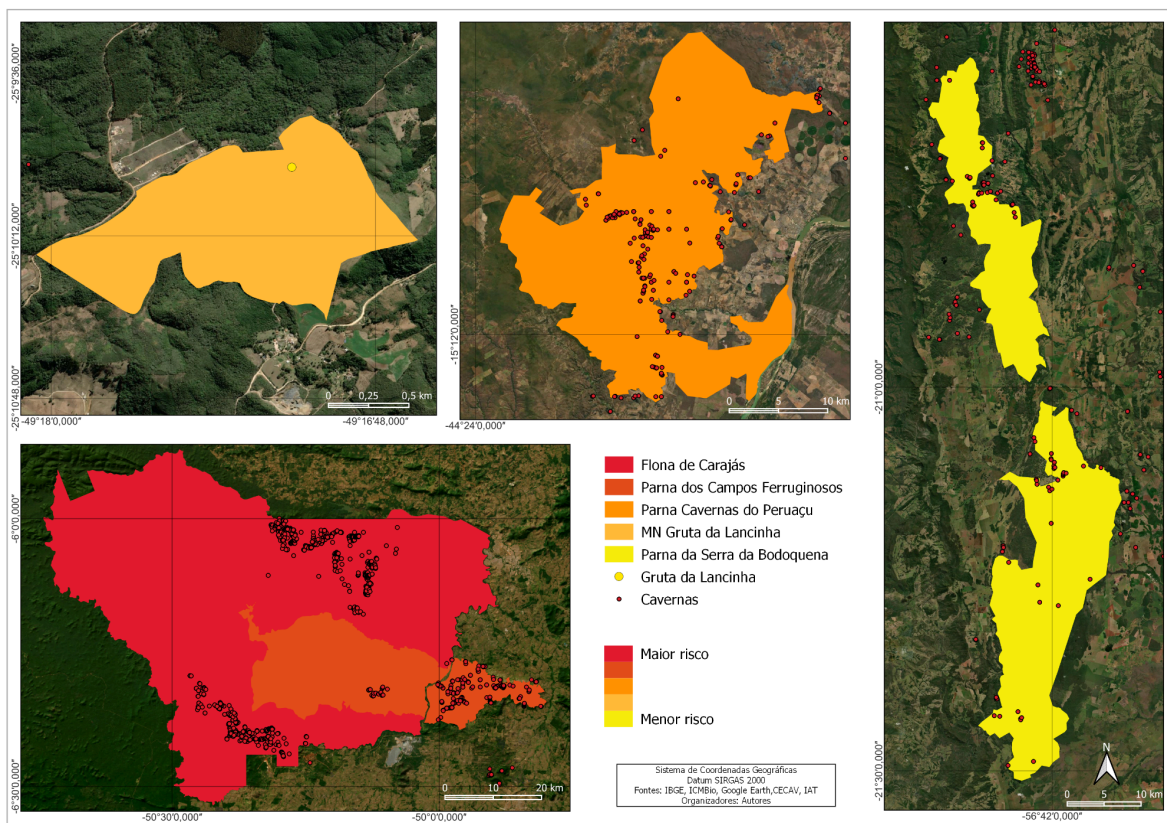 -25°9'36,000"
-25°10'12,000"
-25°10'48,000"
-49°18'0,000"
-49°16'48,000"
0 0,25 0,5 km
-15°12'0,000"
-44°24'0,000"
0 5 10 km
-21°0'0,000"
-21°30'0,000"
-56°42'0,000"
N
0 5 10 km
-6°0'0,000"
-6°30'0,000"
-50°30'0,000"
-50°0'0,000"
0 10 20 km
Flona de Carajás
Parna dos Campos Ferruginosos
Parna Cavernas do Peruaçu
MN Gruta da Lancinha
Parna da Serra da Bodoquena
Gruta da Lancinha
Cavernas
Maior risco
Menor risco
Sistema de Coordenadas Geográficas
Datum SIRGAS 2000
Fontes: IBGE, ICMBio, Google Earth,CECAV, IAT
Organizadores: Autores